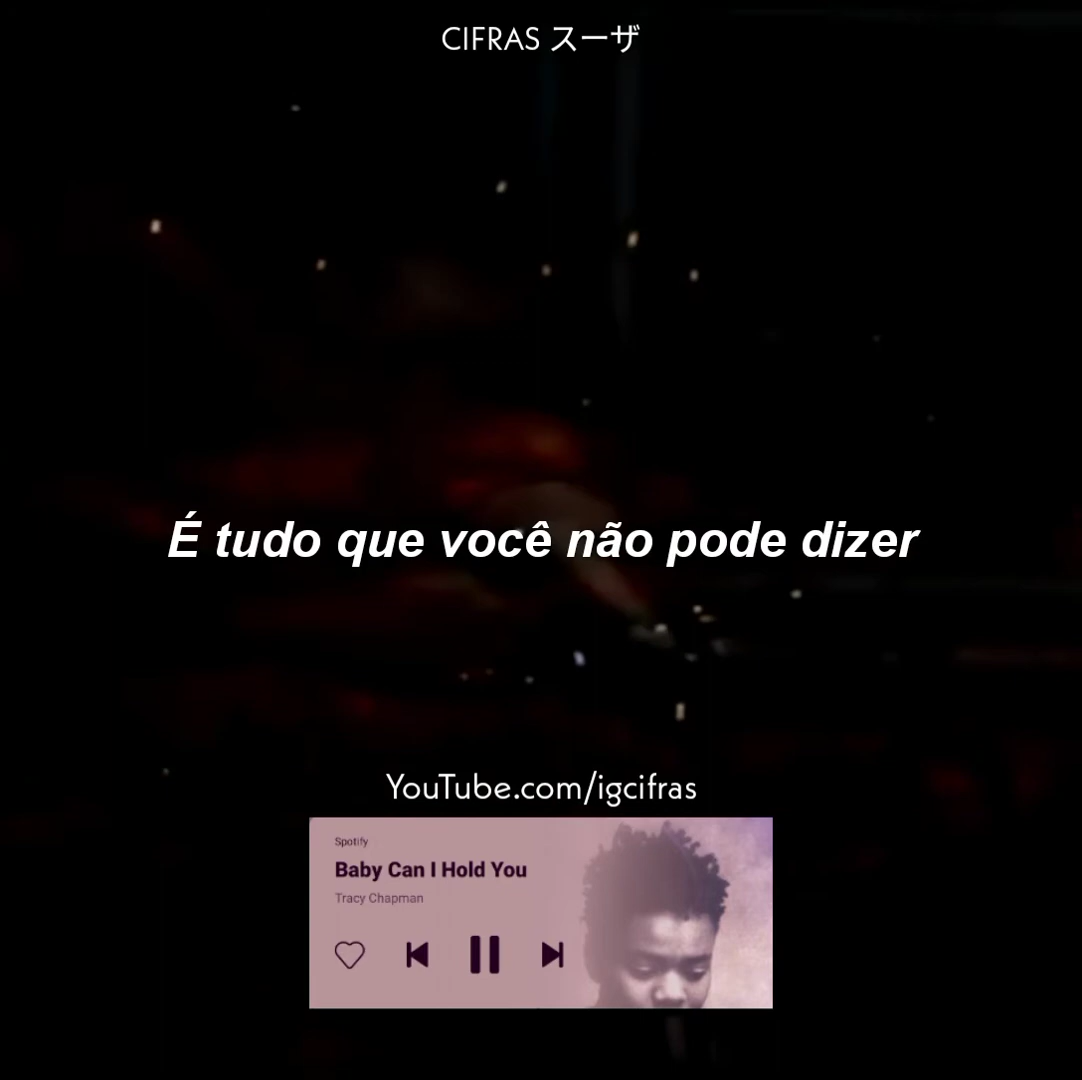 CIFRAS スーザ
É tudo que você não pode dizer
YouTube.com/igcifras
Spotify
Baby Can I Hold You
Tracy Chapman